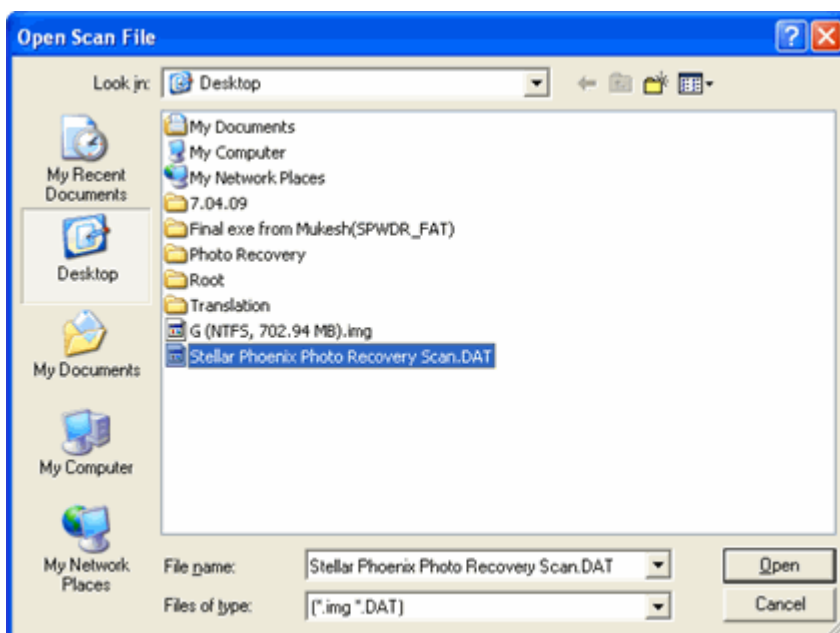 Open Scan File
Look in:
Desktop
My Recent
Documents
Desktop
My Documents
My Computer
My Network
Places
My Documents
My Computer
My Network Places
7.04.09
Final exe from Mukesh(SPWDR_FAT)
Photo Recovery
Root
Translation
G (NTFS, 702.94 MB).img
Stellar Phoenix Photo Recovery Scan.DAT
File name:
Stellar Phoenix Photo Recovery Scan.DAT
Open
Files of type:
(*.img *.DAT)
Cancel